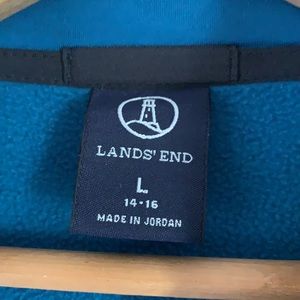 LANDS' END
L
14-16
MADE IN JORDAN